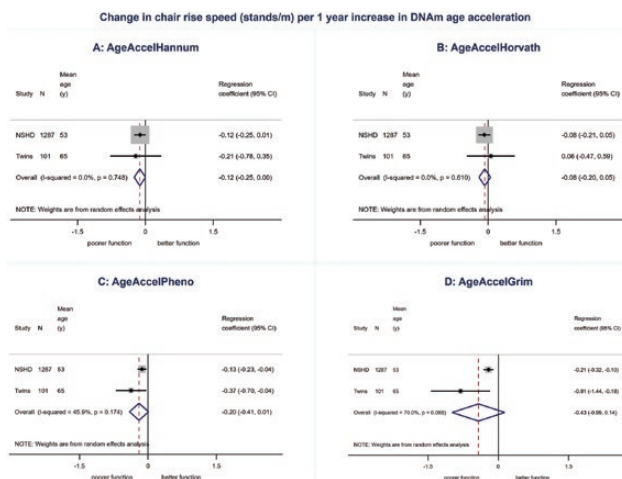 Change in chair rise speed (stands/m) per 1 year increase in DNAm age acceleration
A: AgeAccelHannum
Mean
age
Regression
Study N (y) coefficient (95% CI)
NSHD 1287 53 -0.12 (-0.25, 0.01)
Twins 101 65 -0.21 (-0.78, 0.35)
Overall (I-squared = 0.0%, p = 0.748) -0.12 (-0.25, 0.00)
NOTE: Weights are from random effects analysis
-1.5 0 1.5
poorer function better function
B: AgeAccelHorvath
Mean
age
Regression
Study N (y) coefficient (95% CI)
NSHD 1287 53 -0.08 (-0.21, 0.05)
Twins 101 65 0.06 (-0.47, 0.59)
Overall (I-squared = 0.0%, p = 0.610) -0.08 (-0.20, 0.05)
NOTE: Weights are from random effects analysis
-1.5 0 1.5
poorer function better function
C: AgeAccelPheno
Mean
age
Regression
Study N (y) coefficient (95% CI)
NSHD 1287 53 -0.13 (-0.23, -0.04)
Twins 101 65 -0.37 (-0.70, -0.04)
Overall (I-squared = 45.9%, p = 0.174) -0.20 (-0.41, 0.01)
NOTE: Weights are from random effects analysis
-1.5 0 1.5
poorer function better function
D: AgeAccelGrim
Mean
age
Regression
Study N (y) coefficient (95% CI)
NSHD 1287 53 -0.21 (-0.32, -0.10)
Twins 101 65 -0.81 (-1.44, -0.18)
Overall (I-squared = 70.0%, p = -0.43 0.14)
NOTE: Weights are from random effects analysis
0 1.5
poorer function better function